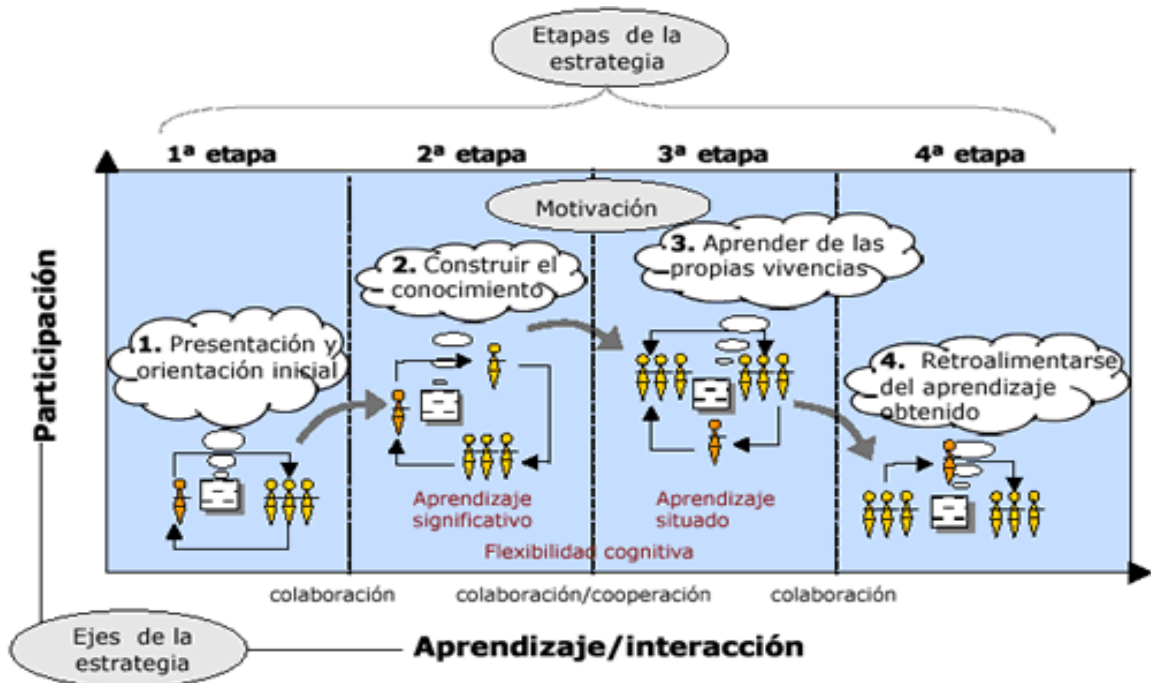 Etapas de la
estrategia
1ª etapa
2ª etapa
3ª etapa
4ª etapa
Motivación
1. Presentación y
orientación inicial
2. Construir el
conocimiento
3. Aprender de las
propias vivencias
4. Retroalimentarse
del aprendizaje
obtenido
Aprendizaje
significativo
Aprendizaje
situado
Flexibilidad cognitiva
Participación
colaboración
colaboración/cooperación
colaboración
Ejes de la
estrategia
Aprendizaje/interacción